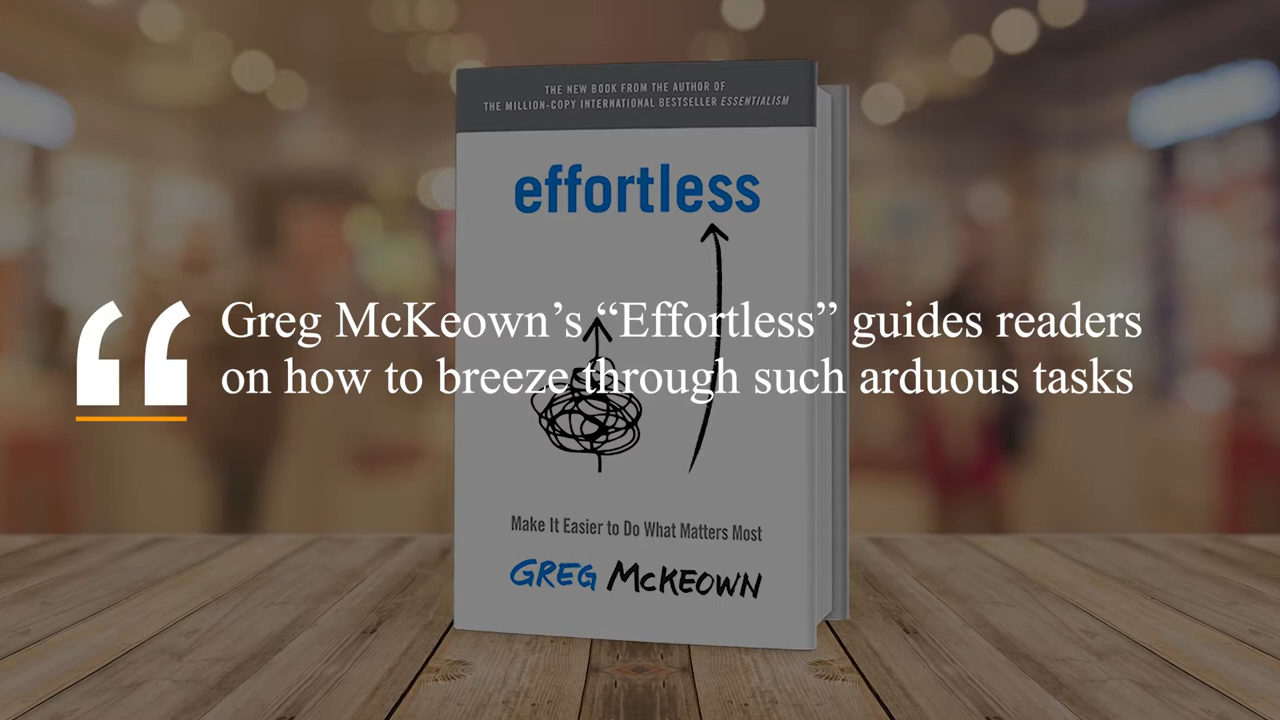 THE NEW BOOK FROM THE AUTHOR OF
THE MILLION-COPY INTERNATIONAL BESTSELLER ESSENTIALISM
effortless
“
Greg McKeown’s “Effortless” guides readers
on how to breeze through such arduous tasks
Make It Easier to Do What Matters Most
GREG McKEOWN